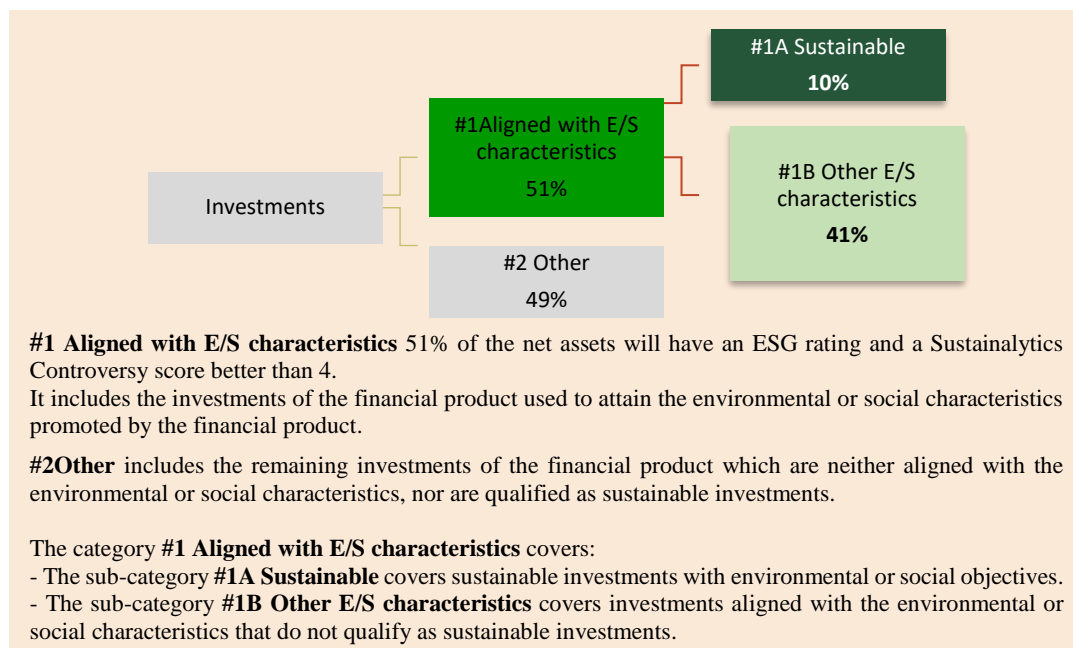 #1A Sustainable
10%
#1Aligned with E/S
characteristics
51%
#1B Other E/S
characteristics
41%
Investments
#2 Other
49%
#1 Aligned with E/S characteristics 51% of the net assets will have an ESG rating and a Sustainalytics
Controversy score better than 4.
It includes the investments of the financial product used to attain the environmental or social characteristics
promoted by the financial product.
#2Other includes the remaining investments of the financial product which are neither aligned with the
environmental or social characteristics, nor are qualified as sustainable investments.
The category #1 Aligned with E/S characteristics covers:
- The sub-category #1A Sustainable covers sustainable investments with environmental or social objectives.
- The sub-category #1B Other E/S characteristics covers investments aligned with the environmental or
social characteristics that do not qualify as sustainable investments.